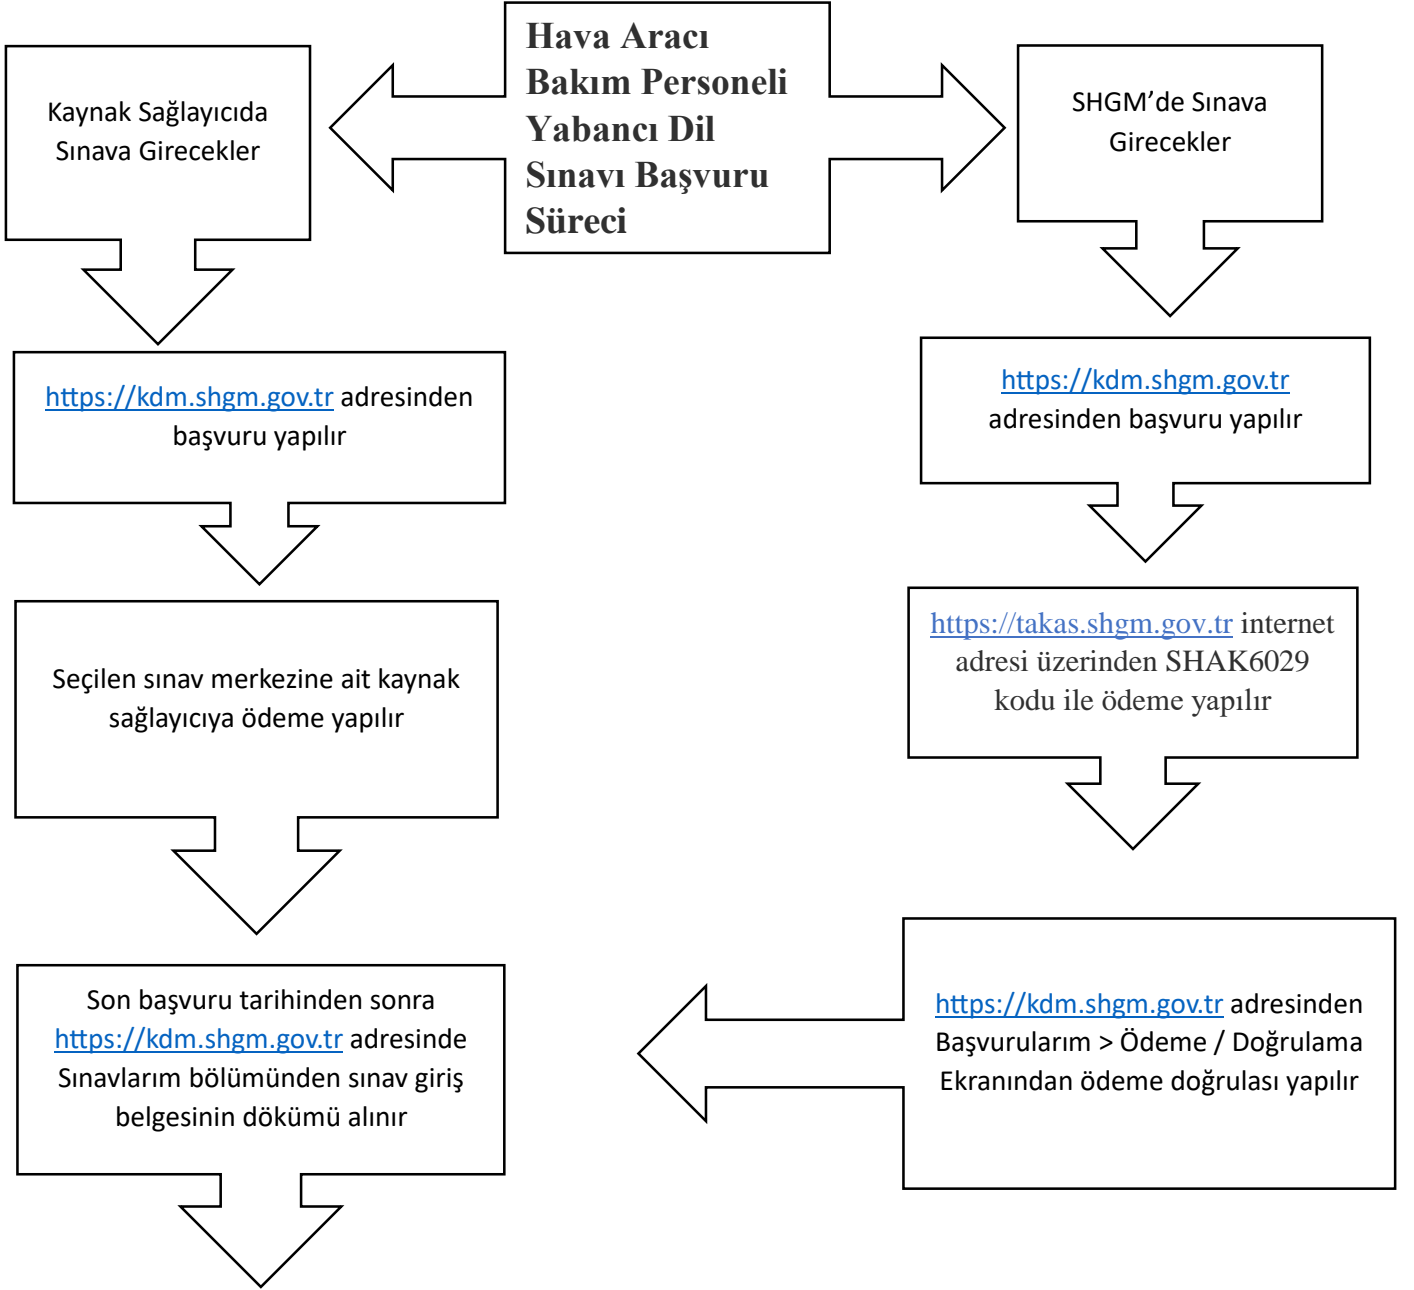 Hava Aracı
Bakım Personeli
Yabancı Dil
Sınavı Başvuru
Süreci
Kaynak Sağlayıcıda
Sınava Girecekler
https://kdm.shgm.gov.tr adresinden
başvuru yapılır
Seçilen sınav merkezine ait kaynak
sağlayıcıya ödeme yapılır
SHGM’de Sınava
Girecekler
https://kdm.shgm.gov.tr
adresinden başvuru yapılır
https://takas.shgm.gov.tr internet
adresi üzerinden SHAK6029
kodu ile ödeme yapılır
https://kdm.shgm.gov.tr adresinden
Başvurularım > Ödeme / Doğrulama
Ekranından ödeme doğrulası yapılır
Son başvuru tarihinden sonra
https://kdm.shgm.gov.tr adresinde
Sınavlarım bölümünden sınav giriş
belgesinin dökümü alınır